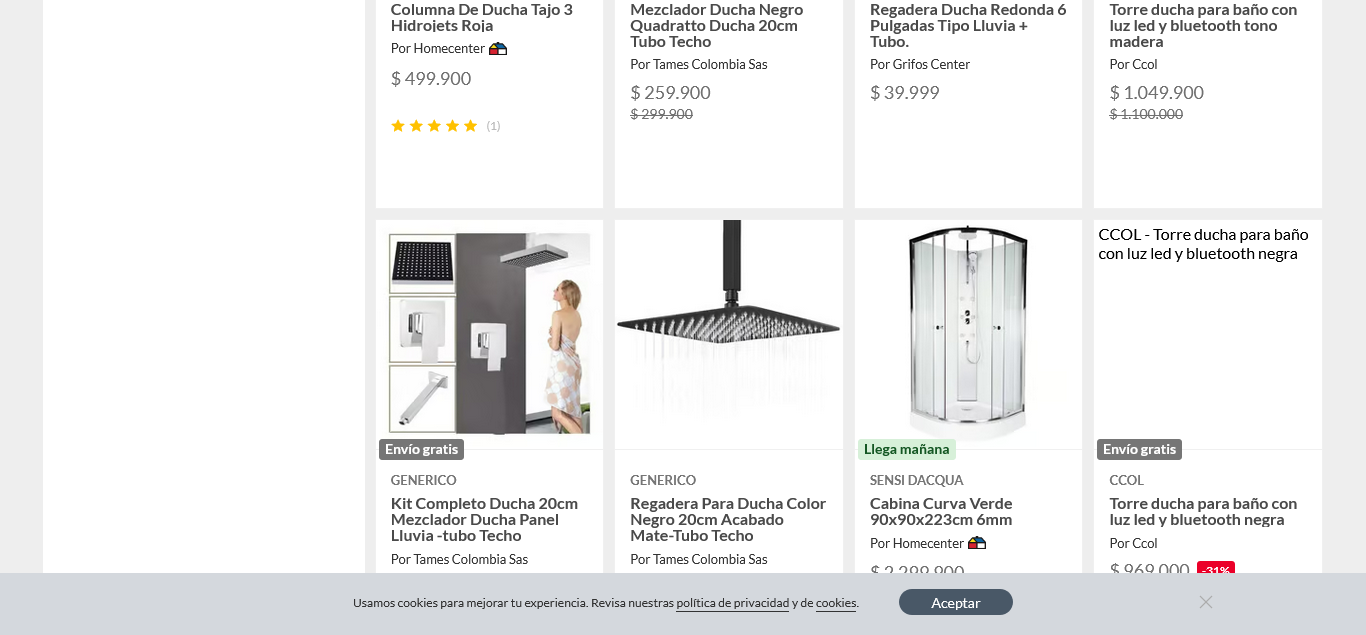 Columna De Ducha Tajo 3
Hidrojets Roja
Por Homecenter
$ 499.900
(1)
Mezclador Ducha Negro
Quadratto Ducha 20cm
Tubo Techo
Por Tames Colombia Sas
$ 259.900
$ 299.900
Regadera Ducha Redonda 6
Pulgadas Tipo Lluvia +
Tubo.
Por Grifos Center
$ 39.999
Torre ducha para baño con
luz led y bluetooth tono
madera
Por Ccol
$ 1.049.900
$ 1.100.000
Envío gratis
GENERICO
Kit Completo Ducha 20cm
Mezclador Ducha Panel
Lluvia -tubo Techo
Por Tames Colombia Sas
GENERICO
Regadera Para Ducha Color
Negro 20cm Acabado
Mate-Tubo Techo
Por Tames Colombia Sas
Llega mañana
SENSI DACQUA
Cabina Curva Verde
90x90x223cm 6mm
Por Homecenter
$ 2.299.900
CCOL - Torre ducha para baño
con luz led y bluetooth negra
Envío gratis
CCOL
Torre ducha para baño con
luz led y bluetooth negra
Por Ccol
$ 969.000 -31%
Usamos cookies para mejorar tu experiencia. Revisa nuestras política de privacidad y de cookies.
Aceptar